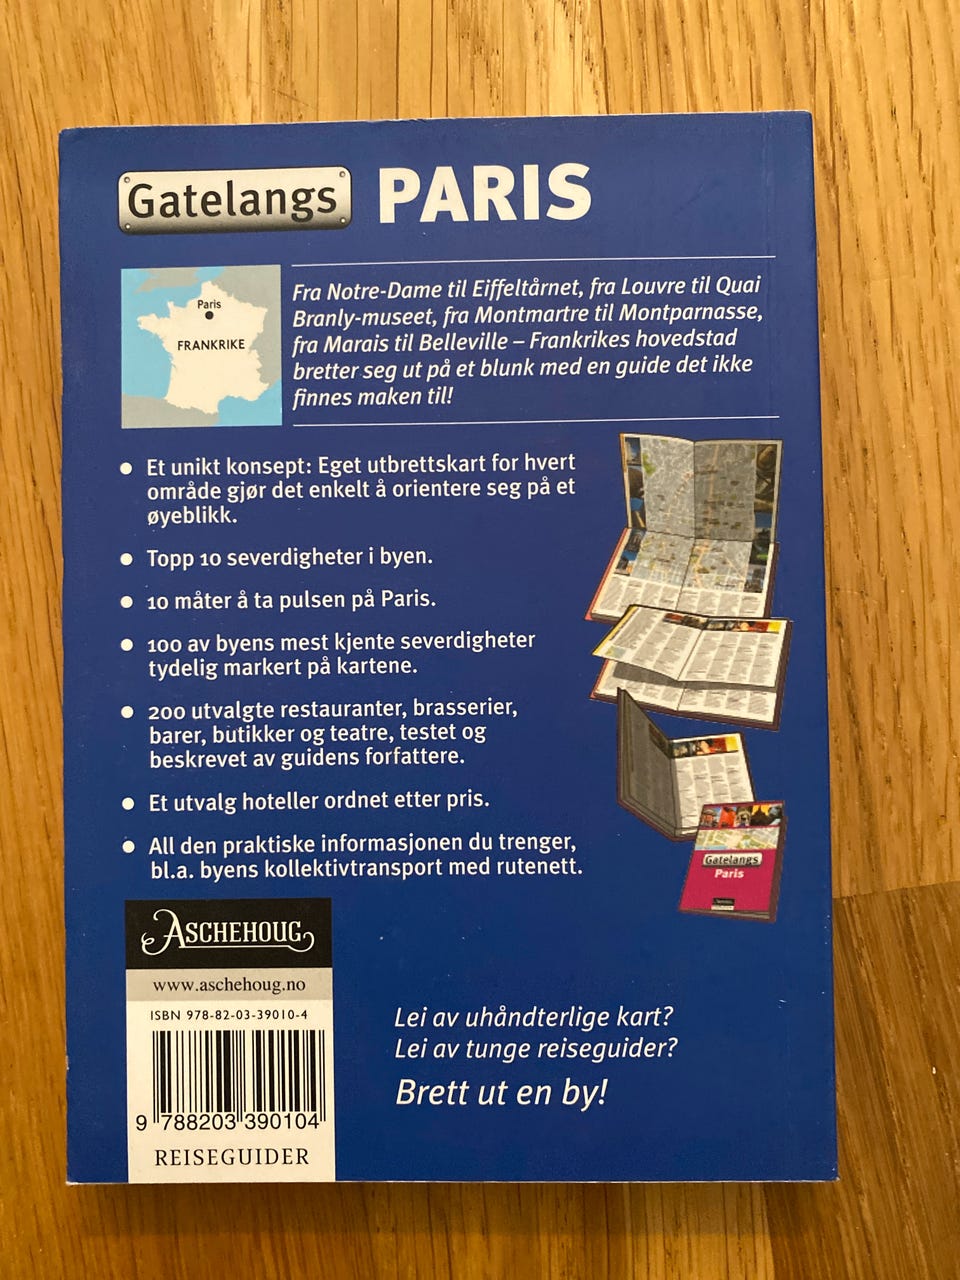 Gatelangs PARIS
Paris
FRANKRIKE
Fra Notre-Dame til Eiffeltårnet, fra Louvre til Quai
Branly-museet, fra Montmartre til Montparnasse,
fra Marais til Belleville – Frankrikes hovedstad
bretter seg ut på et blunk med en guide det ikke
finnes maken til!
Et unikt konsept: Eget utbrettskart for hvert
område gjør det enkelt å orientere seg på et
øyeblikk.
Topp 10 severdigheter i byen.
10 måter å ta pulsen på Paris.
100 av byens mest kjente severdigheter
tydelig markert på kartene.
200 utvalgte restauranter, brasserier,
barer, butikker og teatre, testet og
beskrevet av guidens forfattere.
Et utvalg hoteller ordnet etter pris.
All den praktiske informasjonen du trenger,
bl.a. byens kollektivtransport med rutenett.
Gatelangs
Paris
ASCHEHOUG
www.aschehoug.no
ISBN 978-82-03-39010-4
9 788203 390104
REISEGUIDER
Lei av uhåndterlige kart?
Lei av tunge reiseguider?
Brett ut en by!